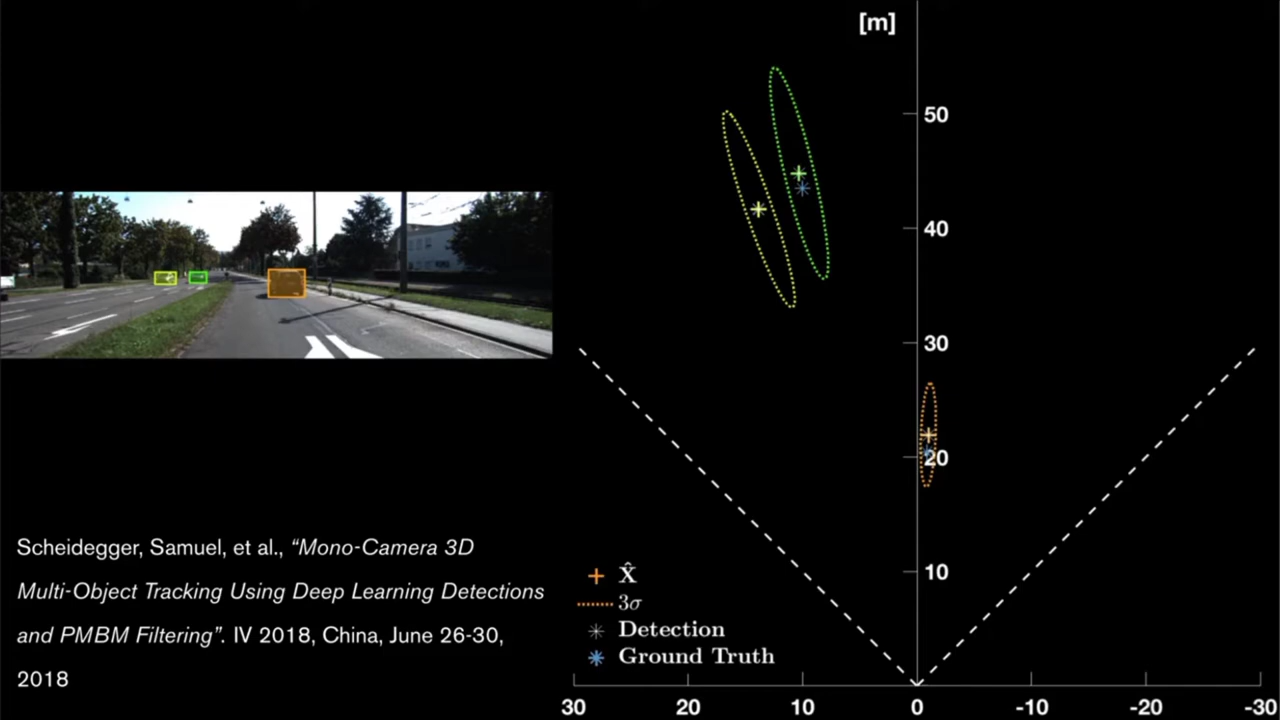 [m]
50
40
30
20
10
Scheidegger, Samuel, et al., “Mono-Camera 3D
Multi-Object Tracking Using Deep Learning Detections
and PMBM Filtering”. IV 2018, China, June 26-30,
2018
X̂
3σ
Detection
Ground Truth
30 20 10 0 -10 -20 -30